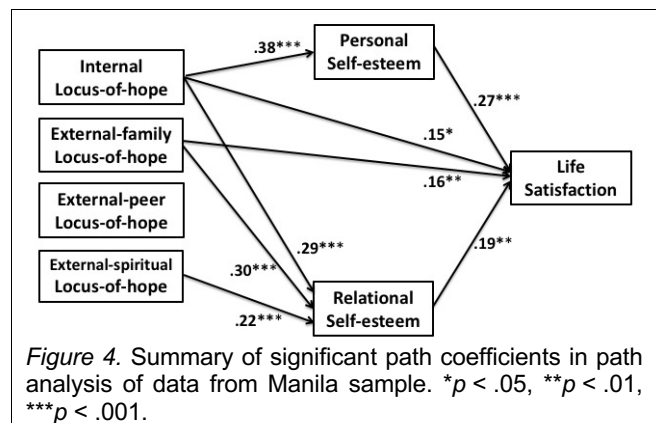 Internal
Locus-of-hope
External-family
Locus-of-hope
External-peer
Locus-of-hope
External-spiritual
Locus-of-hope
Personal
Self-esteem
Relational
Self-esteem
Life
Satisfaction
.38***
.27***
.15*
.16**
.29***
.30***
.22***
.19**
Figure 4. Summary of significant path coefficients in path
analysis of data from Manila sample. *p < .05, **p < .01,
***p < .001.